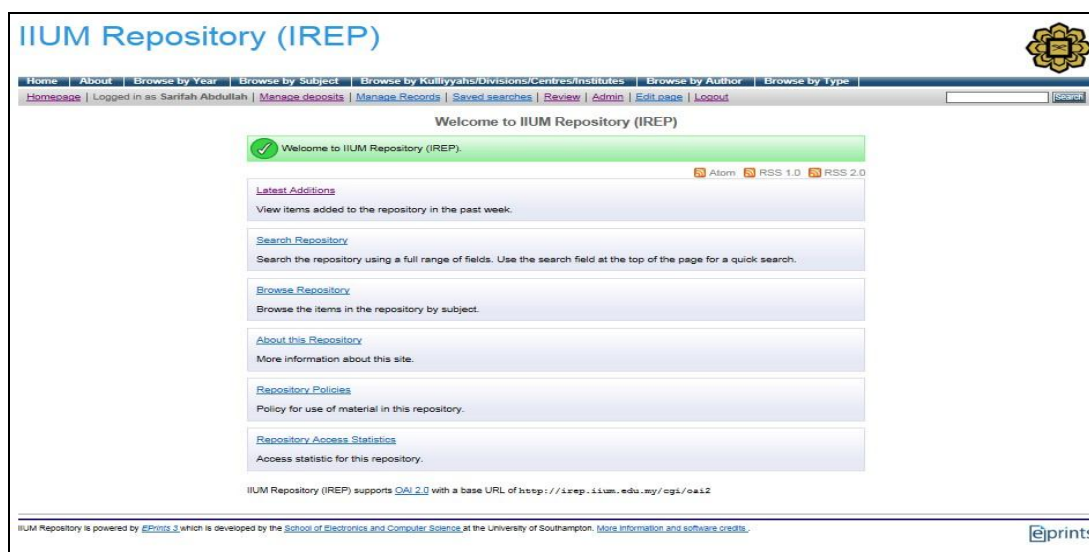 IIUM Repository (IREP)
Home | About | Browse by Year | Browse by Subject | Browse by Kulliyyahs/Divisions/Centres/Institutes | Browse by Author | Browse by Type
Homepage | Logged in as Sarifah Abdullah | Manage deposits | Manage Records | Saved searches | Review | Admin | Edit page | Logout
Search
Welcome to IIUM Repository (IREP)
Welcome to IIUM Repository (IREP).
Atom RSS 1.0 RSS 2.0
Latest Additions
View items added to the repository in the past week.
Search Repository
Search the repository using a full range of fields. Use the search field at the top of the page for a quick search.
Browse Repository
Browse the items in the repository by subject.
About this Repository
More information about this site.
Repository Policies
Policy for use of material in this repository.
Repository Access Statistics
Access statistic for this repository.
IIUM Repository (IREP) supports OAI 2.0 with a base URL of http://irep.iium.edu.my/cgi/oai2
IIUM Repository is powered by EPrints 3 which is developed by the School of Electronics and Computer Science at the University of Southampton. More information and software credits.
eprints